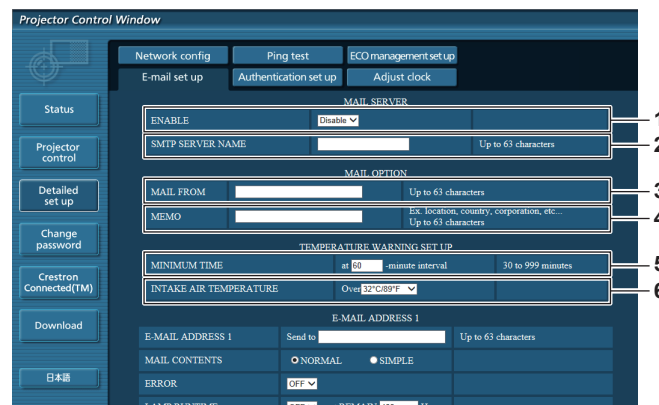 Projector Control Window
Network config Ping test ECO management set up
E-mail set up Authentication set up Adjust clock
Status
Projector control
Detailed set up
Change password
Crestron Connected(TM)
Download
日本語
MAIL SERVER
ENABLE Disable 1
SMTP SERVER NAME Up to 63 characters 2
MAIL OPTION
MAIL FROM Up to 63 characters 3
MEMO Ex. location, country, corporation, etc...
Up to 63 characters 4
TEMPERATURE WARNING SET UP
MINIMUM TIME at 60 -minute interval 30 to 999 minutes 5
INTAKE AIR TEMPERATURE Over 32°C/89°F 6
E-MAIL ADDRESS 1
E-MAIL ADDRESS 1 Send to Up to 63 characters
MAIL CONTENTS NORMAL SIMPLE
ERROR OFF